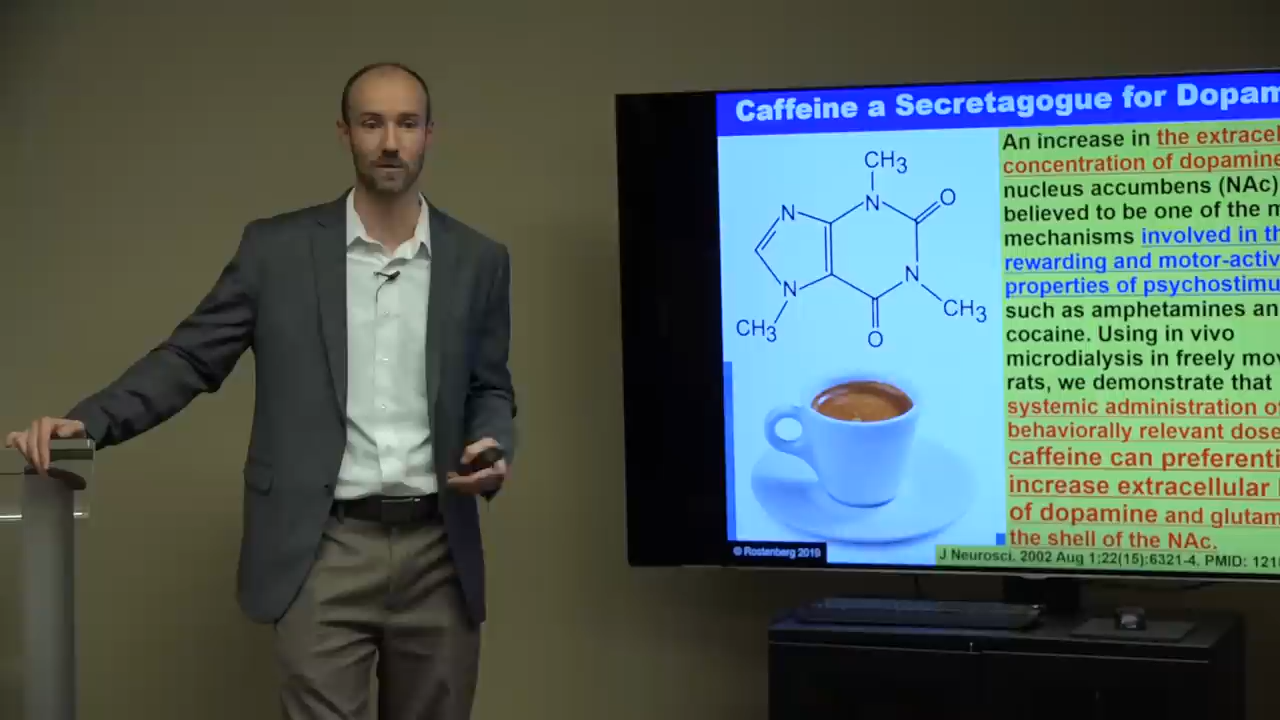 Caffeine a Secretagogue for Dopam
An increase in the extracel
concentration of dopamine
nucleus accumbens (NAc)
believed to be one of the m
mechanisms involved in th
rewarding and motor-activ
properties of psychostimu
such as amphetamines an
cocaine. Using in vivo
microdialysis in freely mov
rats, we demonstrate that
systemic administration of
behaviorally relevant dose
caffeine can preferenti
increase extracellular l
of dopamine and glutam
the shell of the NAc.
CH3
N
N
O
N
N
CH3
CH3
O
© Rostenberg 2019
J Neurosci. 2002 Aug 1;22(15):6321-4. PMID: 121